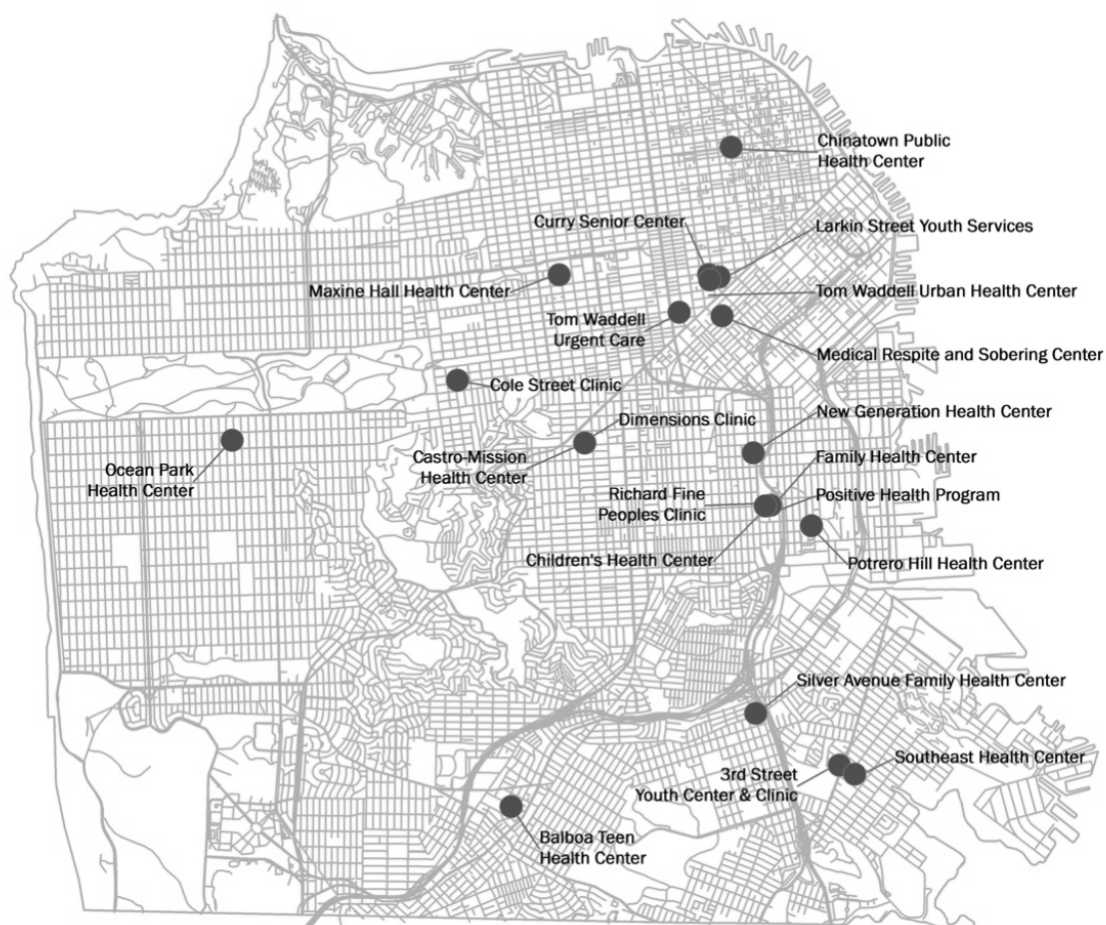 Chinatown Public
Health Center
Curry Senior Center
Larkin Street Youth Services
Maxine Hall Health Center
Tom Waddell Urban Health Center
Tom Waddell
Urgent Care
Medical Respite and Sobering Center
Cole Street Clinic
New Generation Health Center
Dimensions Clinic
Castro-Mission
Health Center
Family Health Center
Ocean Park
Health Center
Richard Fine
Peoples Clinic
Positive Health Program
Children's Health Center
Potrero Hill Health Center
Silver Avenue Family Health Center
Southeast Health Center
3rd Street
Youth Center & Clinic
Balboa Teen
Health Center